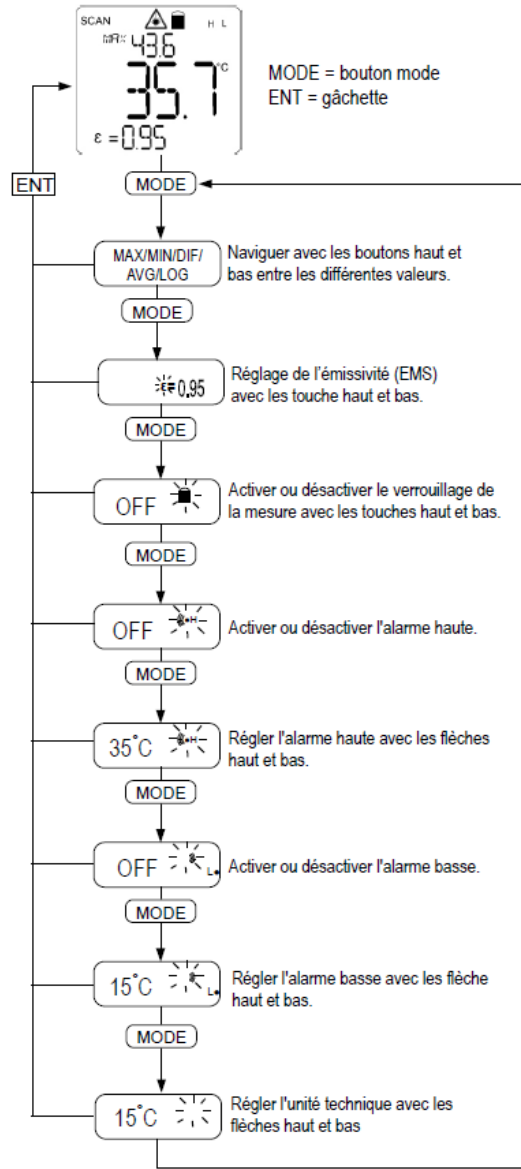 SCAN H L
MAX 43.6
35.7 °C
ε =0.95
MODE = bouton mode
ENT = gâchette
ENT
MODE
MAX/MIN/DIF/
AVG/LOG
Naviguer avec les boutons haut et
bas entre les différentes valeurs.
MODE
ε= 0.95
Réglage de l'émissivité (EMS)
avec les touche haut et bas.
MODE
OFF
Activer ou désactiver le verrouillage de
la mesure avec les touches haut et bas.
MODE
OFF H
Activer ou désactiver l'alarme haute.
MODE
35°C H
Régler l'alarme haute avec les flèches
haut et bas.
MODE
OFF L
Activer ou désactiver l'alarme basse.
MODE
15°C L
Régler l'alarme basse avec les flèche
haut et bas.
MODE
15°C
Régler l'unité technique avec les
flèches haut et bas